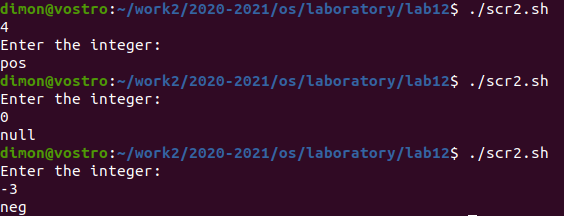 dimon@vostro:~/work2/2020-2021/os/laboratory/lab12$ ./scr2.sh
4
Enter the integer:
pos
dimon@vostro:~/work2/2020-2021/os/laboratory/lab12$ ./scr2.sh
Enter the integer:
0
null
dimon@vostro:~/work2/2020-2021/os/laboratory/lab12$ ./scr2.sh
Enter the integer:
-3
neg